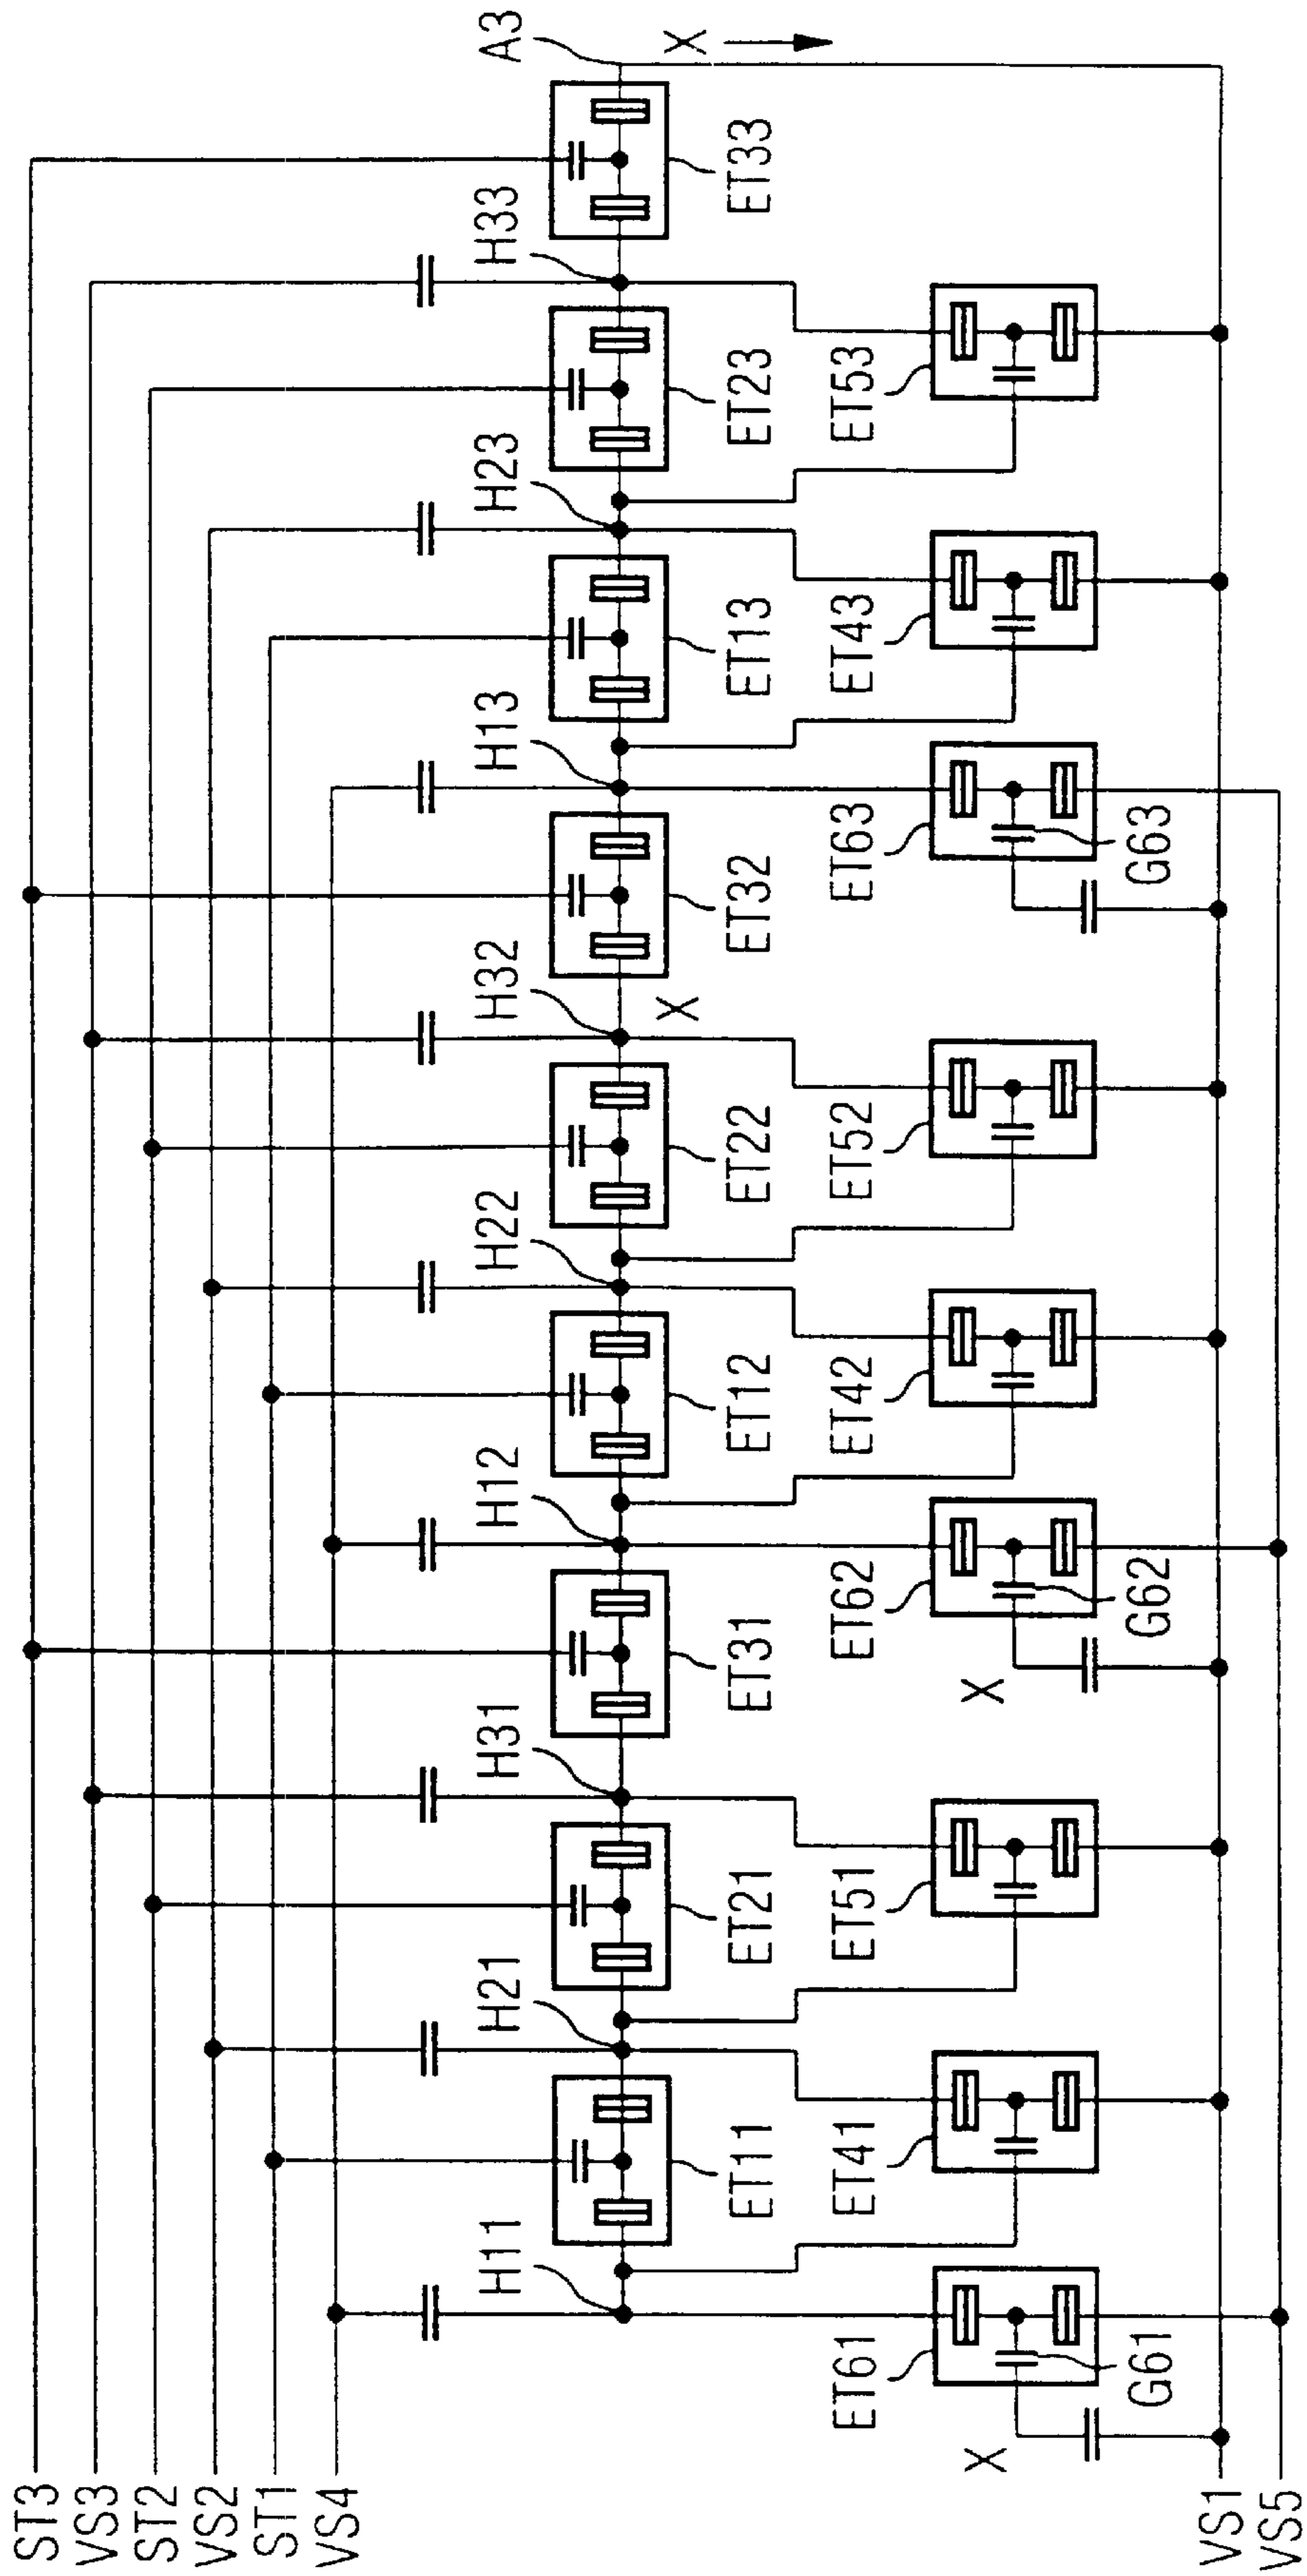 ST3
VS3
ST2
VS2
ST1
VS4
H11
H21
H31
H12
H22
H32
H13
H23
H33
A3
X
ET11
ET21
ET31
ET12
ET22
X
ET32
ET13
ET23
ET33
ET61
ET41
ET51
ET62
ET42
ET52
ET63
ET43
ET53
X
G61
X
G62
G63
VS1
VS5